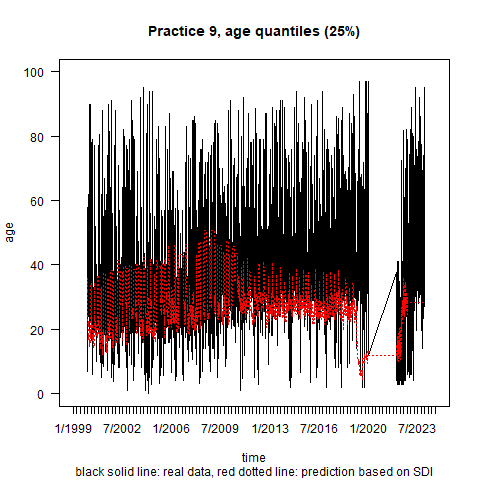 Practice 9, age quantiles (25%)
100
80
60
40
20
0
age
1/1999 7/2002 1/2006 7/2009 1/2013 7/2016 1/2020 7/2023
time
black solid line: real data, red dotted line: prediction based on SDI